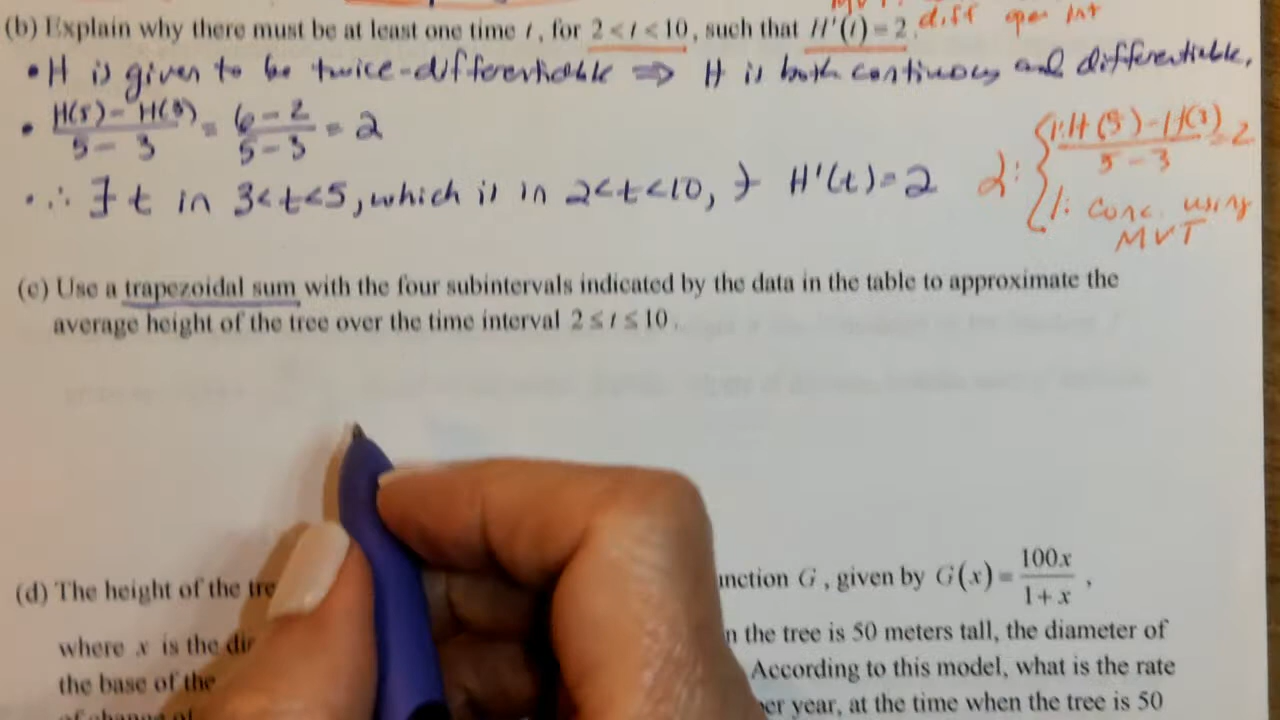 MVT
diff open int
(b) Explain why there must be at least one time t, for 2 < t < 10, such that H'(t) = 2.
• H is given to be twice-differentiable ⟹ H is both continuous and differentiable.
• H(5) - H(3) / 5 - 3 = 6 - 2 / 5 - 3 = 2
• ∴ ∃ t in 3<t<5, which is in 2<t<10, ∋ H'(t) = 2
2: { 1: H(5) - H(3) / 5 - 3 = 2
1: conc. using MVT
(c) Use a trapezoidal sum with the four subintervals indicated by the data in the table to approximate the
average height of the tree over the time interval 2 ≤ t ≤ 10.
(d) The height of the tre unction G, given by G(x) = 100x / 1 + x ,
where x is the di n the tree is 50 meters tall, the diameter of
the base of the According to this model, what is the rate
of change of er year, at the time when the tree is 50